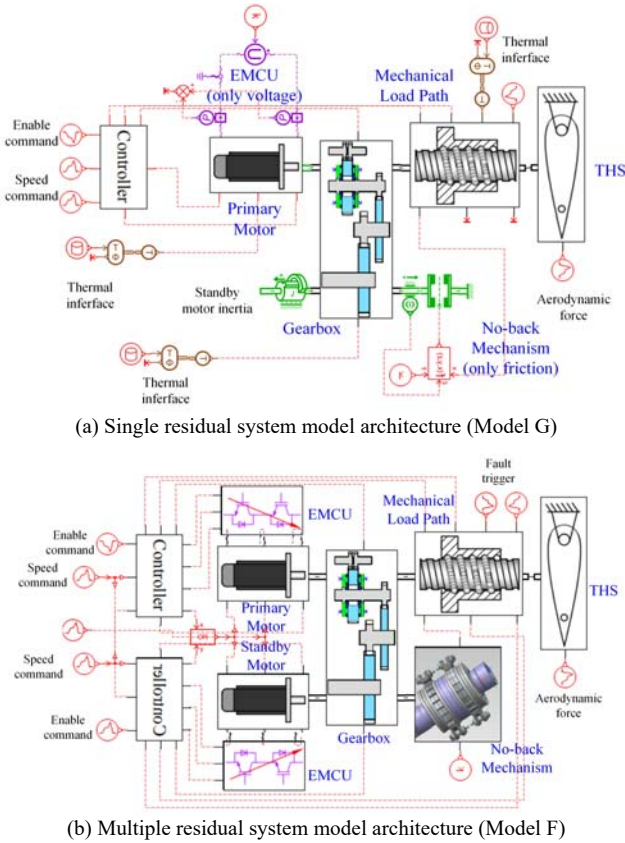 K
EMCU
(only voltage)
Mechanical
Load Path
Thermal
inferface
Enable
command
Speed
command
Controller
Primary
Motor
THS
Thermal
inferface
Standby
motor inertia
Gearbox
Aerodynamic
force
No-back
Mechanism
(only friction)
Thermal
inferface
(a) Single residual system model architecture (Model G)
Fault
trigger
EMCU
Mechanical
Load Path
Enable
command
Speed
command
Controller
Primary
Motor
Standby
Motor
THS
Speed
command
Controller
Enable
command
Gearbox
Aerodynamic
force
EMCU
No-back
Mechanism
(b) Multiple residual system model architecture (Model F)